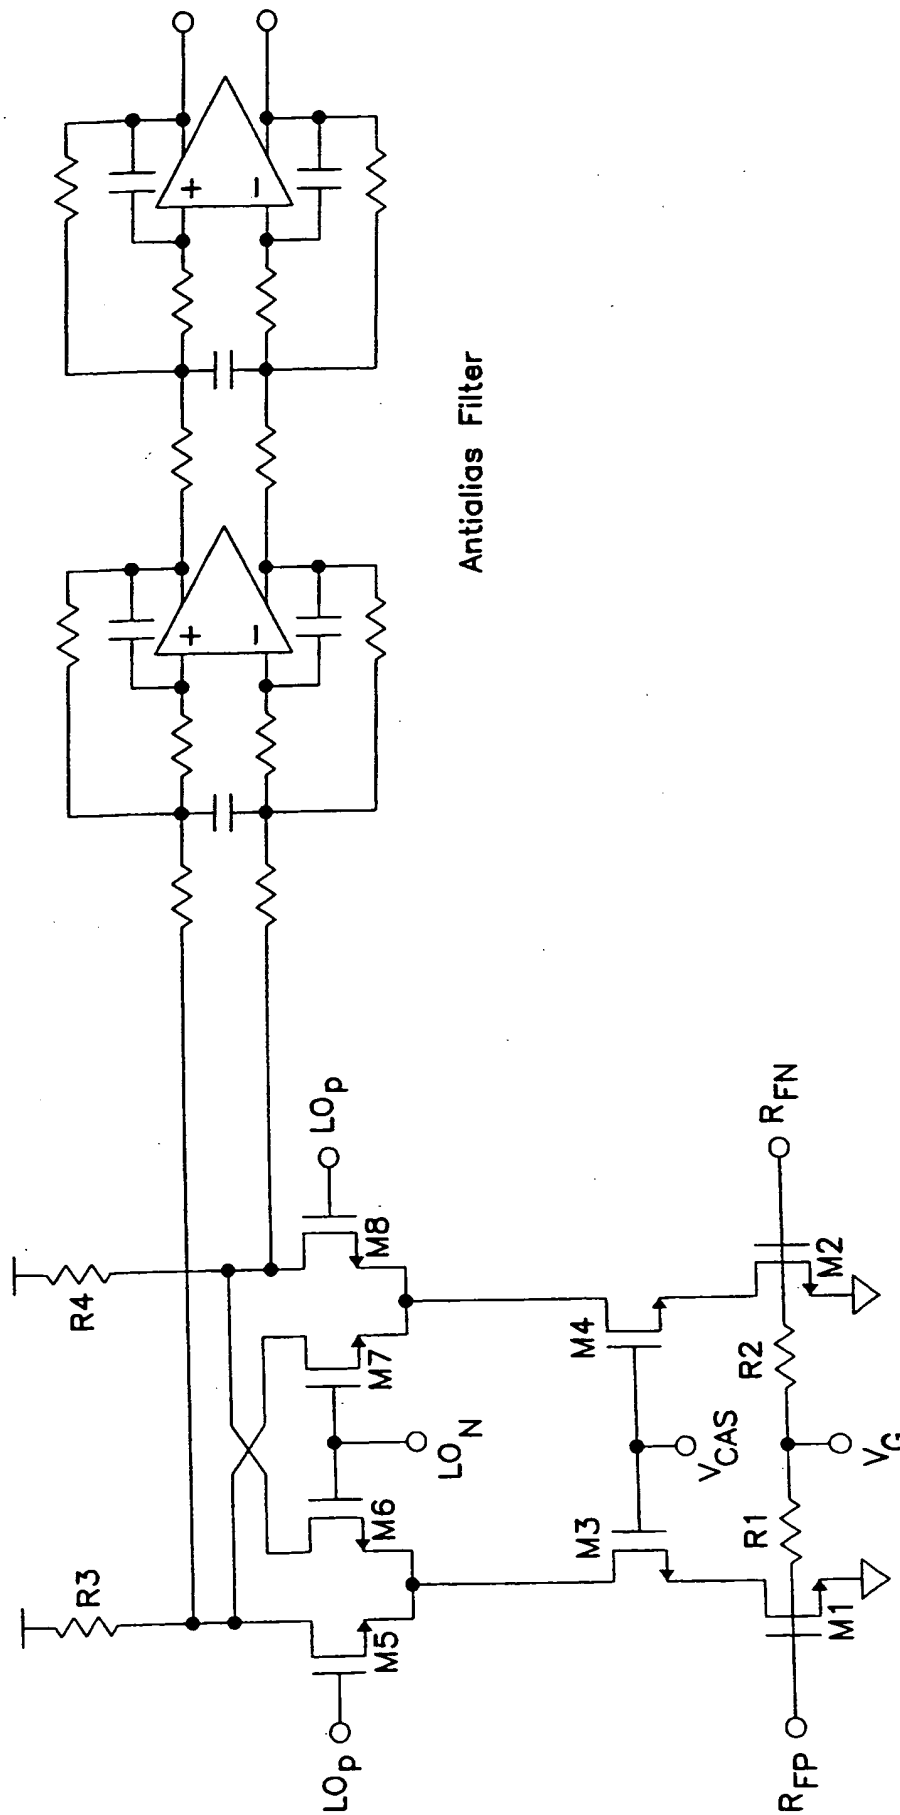 +
−
+
−
Antialias Filter
R4
R3
LOp
M8
M7
M6
M5
LON
LOp
M4
M3
VCAS
RFN
M2
R2
VG
R1
M1
RFP